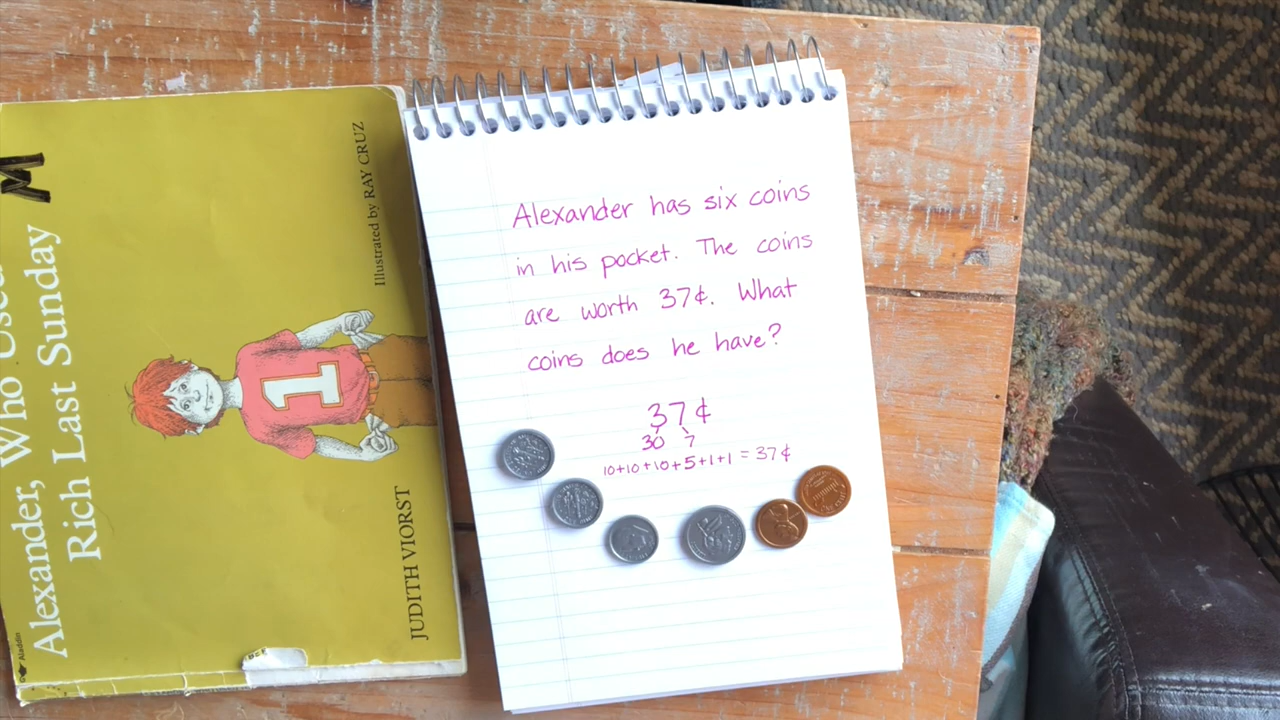 Alexander, Who Used
Rich Last Sunday
JUDITH VIORST
Illustrated by RAY CRUZ
Aladdin
M
1
Alexander has six coins
in his pocket. The coins
are worth 37¢. What
coins does he have?
37¢
30 7
10+10+10+5+1+1 = 37¢